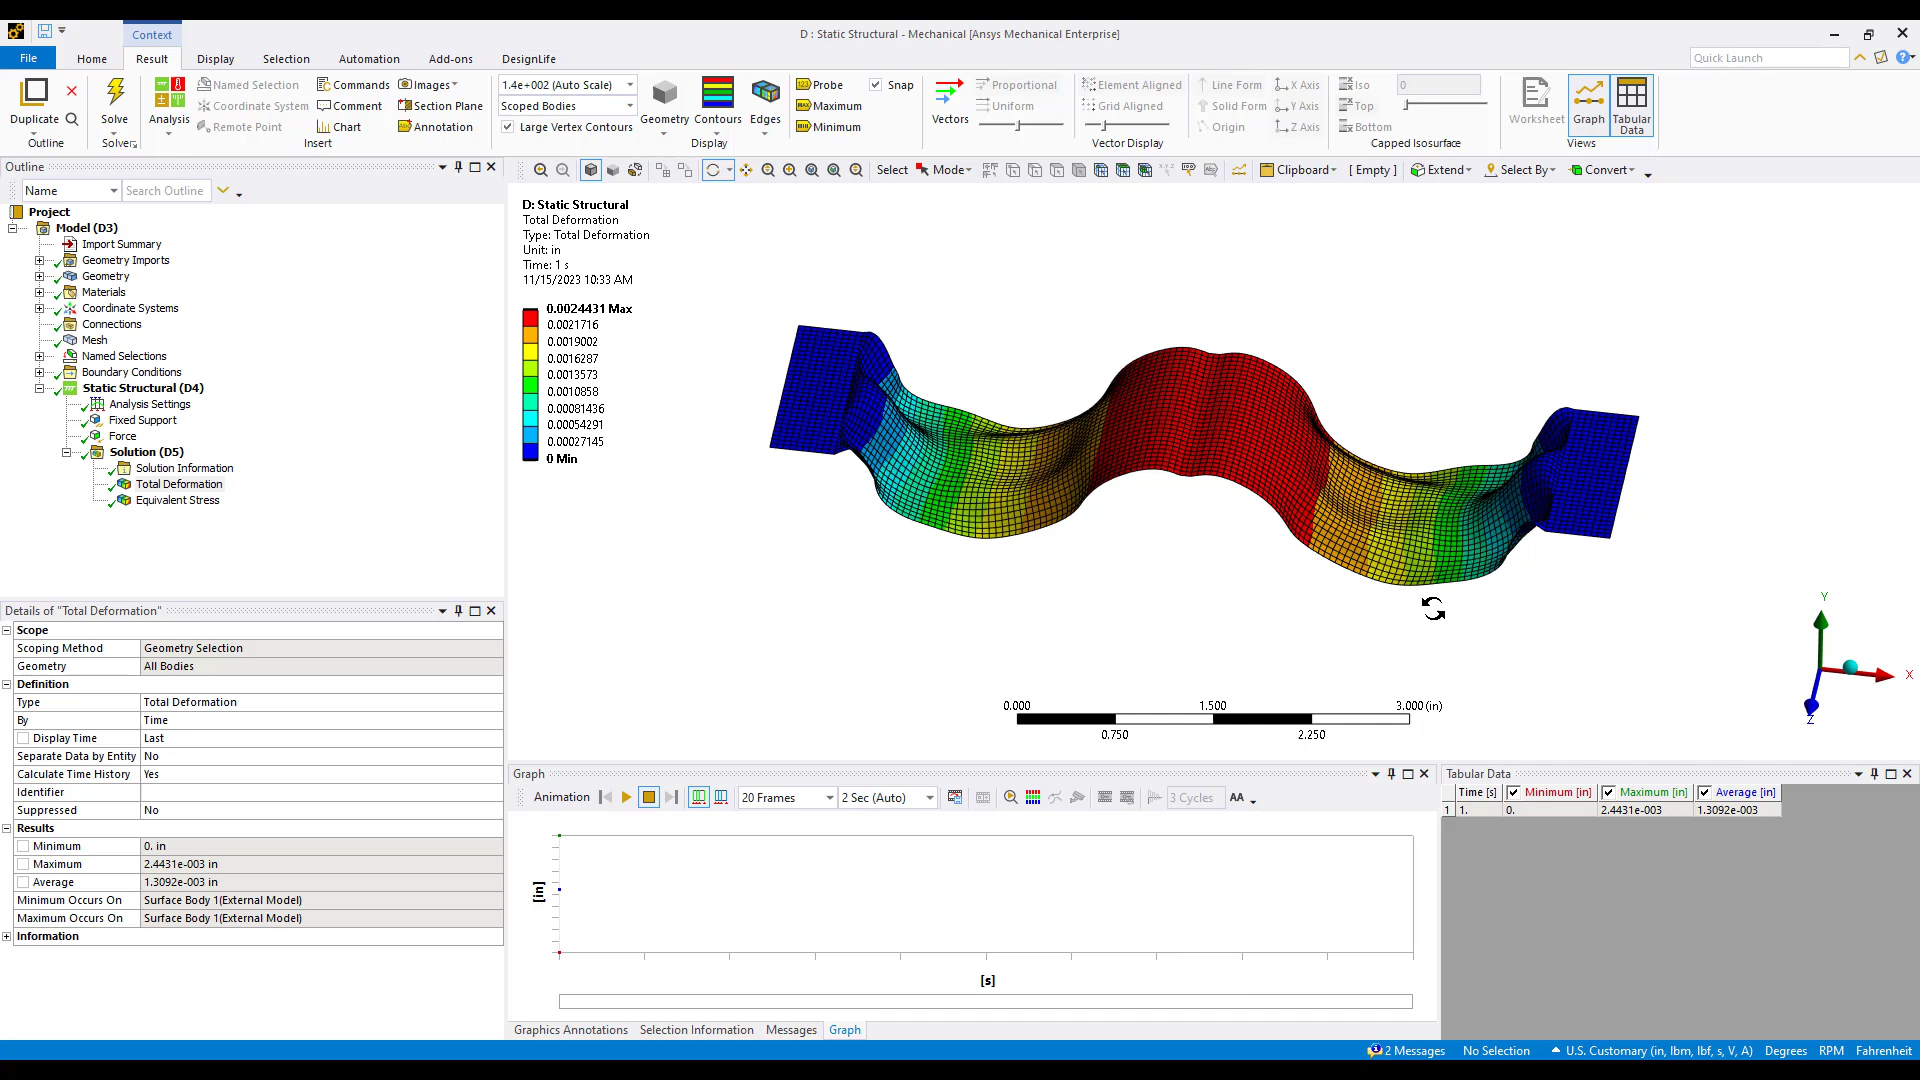 Context
D : Static Structural - Mechanical [Ansys Mechanical Enterprise]
File
Home
Result
Display
Selection
Automation
Add-ons
DesignLife
Quick Launch
Duplicate
Outline
Solve
Solver
Analysis
Named Selection
Coordinate System
Remote Point
Commands
Comment
Chart
Images
Section Plane
Annotation
Insert
1.4e+002 (Auto Scale)
Scoped Bodies
Large Vertex Contours
Geometry
Contours
Edges
Display
Probe
Maximum
Minimum
Snap
Vectors
Proportional
Uniform
Element Aligned
Grid Aligned
Line Form
Solid Form
Origin
X Axis
Y Axis
Z Axis
Vector Display
Iso
Top
Bottom
0
Capped Isosurface
Worksheet
Graph
Tabular
Data
Views
Outline
Name
Search Outline
Select
Mode
Clipboard
[ Empty ]
Extend
Select By
Convert
Project
Model (D3)
Import Summary
Geometry Imports
Geometry
Materials
Coordinate Systems
Connections
Mesh
Named Selections
Boundary Conditions
Static Structural (D4)
Analysis Settings
Fixed Support
Force
Solution (D5)
Solution Information
Total Deformation
Equivalent Stress
D: Static Structural
Total Deformation
Type: Total Deformation
Unit: in
Time: 1 s
11/15/2023 10:33 AM
0.0024431 Max
0.0021716
0.0019002
0.0016287
0.0013573
0.0010858
0.00081436
0.00054291
0.00027145
0 Min
Y
X
Z
0.000
1.500
3.000 (in)
0.750
2.250
Details of "Total Deformation"
Scope
Scoping Method Geometry Selection
Geometry All Bodies
Definition
Type Total Deformation
By Time
Display Time Last
Separate Data by Entity No
Calculate Time History Yes
Identifier
Suppressed No
Results
Minimum 0. in
Maximum 2.4431e-003 in
Average 1.3092e-003 in
Minimum Occurs On Surface Body 1(External Model)
Maximum Occurs On Surface Body 1(External Model)
Information
Graph
Animation
20 Frames
2 Sec (Auto)
3 Cycles
AA
[in]
[s]
Graphics Annotations
Selection Information
Messages
Graph
Tabular Data
Time [s] Minimum [in] Maximum [in] Average [in]
1 1. 0. 2.4431e-003 1.3092e-003
2 Messages
No Selection
U.S. Customary (in, lbm, lbf, s, V, A)
Degrees
RPM
Fahrenheit